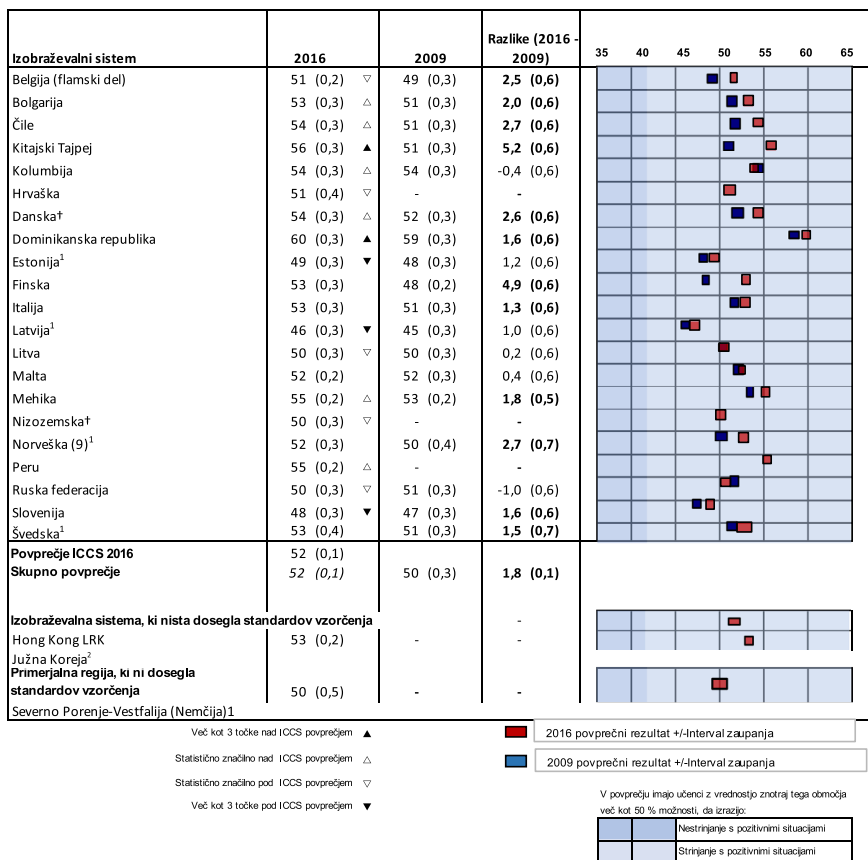 Izobraževalni sistem 2016 2009 Razlike (2016 - 2009) 35 40 45 50 55 60 65
Belgija (flamski del) 51 (0,2) ▽ 49 (0,3) 2,5 (0,6)
Bolgarija 53 (0,3) △ 51 (0,3) 2,0 (0,6)
Čile 54 (0,3) △ 51 (0,3) 2,7 (0,6)
Kitajski Tajpej 56 (0,3) ▲ 51 (0,3) 5,2 (0,6)
Kolumbija 54 (0,3) △ 54 (0,3) -0,4 (0,6)
Hrvaška 51 (0,4) ▽ - -
Danska† 54 (0,3) △ 52 (0,3) 2,6 (0,6)
Dominikanska republika 60 (0,3) ▲ 59 (0,3) 1,6 (0,6)
Estonija1 49 (0,3) ▼ 48 (0,3) 1,2 (0,6)
Finska 53 (0,3) 48 (0,2) 4,9 (0,6)
Italija 53 (0,3) 51 (0,3) 1,3 (0,6)
Latvija1 46 (0,3) ▼ 45 (0,3) 1,0 (0,6)
Litva 50 (0,3) ▽ 50 (0,3) 0,2 (0,6)
Malta 52 (0,2) 52 (0,3) 0,4 (0,6)
Mehika 55 (0,2) △ 53 (0,2) 1,8 (0,5)
Nizozemska† 50 (0,3) ▽ - -
Norveška (9)1 52 (0,3) 50 (0,4) 2,7 (0,7)
Peru 55 (0,2) △ - -
Ruska federacija 50 (0,3) ▽ 51 (0,3) -1,0 (0,6)
Slovenija 48 (0,3) ▼ 47 (0,3) 1,6 (0,6)
Švedska1 53 (0,4) 51 (0,3) 1,5 (0,7)
Povprečje ICCS 2016 52 (0,1)
Skupno povprečje 52 (0,1) 50 (0,3) 1,8 (0,1)
Izobraževalna sistema, ki nista dosegla standardov vzorčenja -
Hong Kong LRK 53 (0,2) - -
Južna Koreja2
Primerjalna regija, ki ni dosegla
standardov vzorčenja 50 (0,5) - -
Severno Porenje-Vestfalija (Nemčija)1
Več kot 3 točke nad ICCS povprečjem ▲
Statistično značilno nad ICCS povprečjem △
Statistično značilno pod ICCS povprečjem ▽
Več kot 3 točke pod ICCS povprečjem ▼
2016 povprečni rezultat +/-Interval zaupanja
2009 povprečni rezultat +/-Interval zaupanja
V povprečju imajo učenci z vrednostjo znotraj tega območja
več kot 50 % možnosti, da izrazijo:
Nestrinjanje s pozitivnimi situacijami
Strinjanje s pozitivnimi situacijami